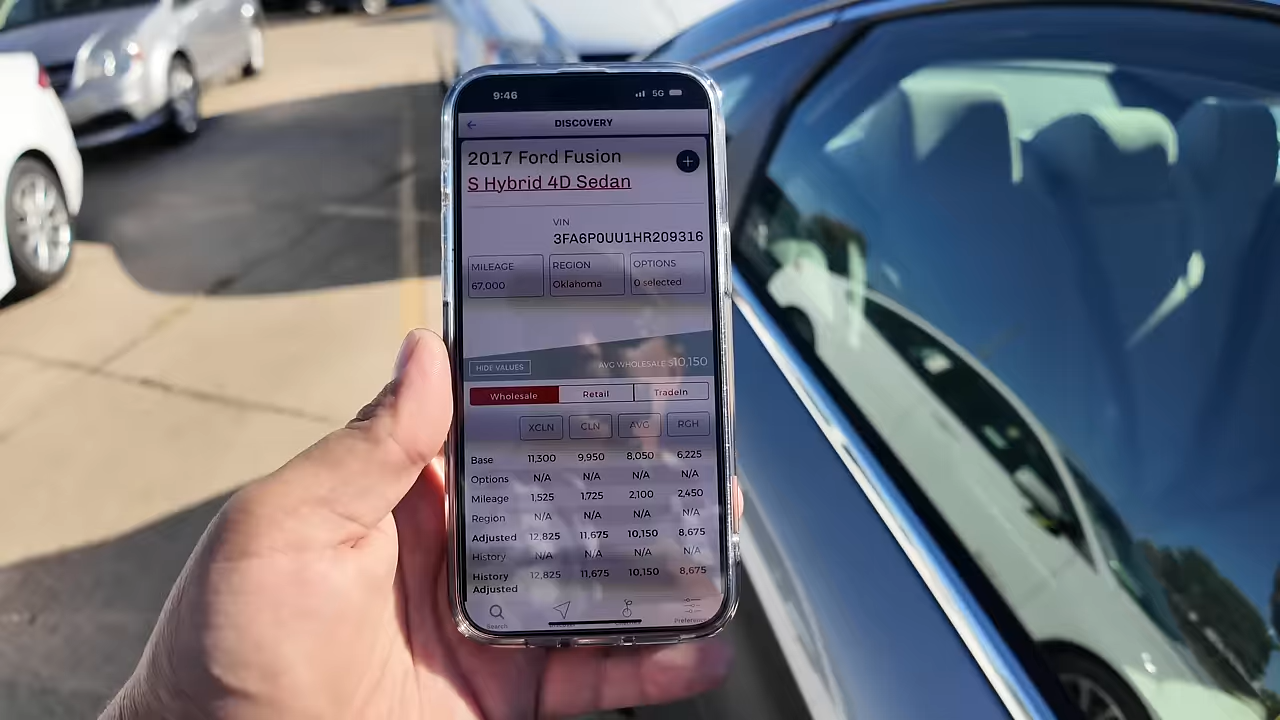 9:46 5G
DISCOVERY
2017 Ford Fusion
S Hybrid 4D Sedan
VIN
3FA6P0UU1HR209316
MILEAGE REGION OPTIONS
67,000 Oklahoma 0 selected
HIDE VALUES AVG WHOLESALE $10,150
Wholesale Retail TradeIn
XCLN CLN AVG RGH
Base 11,300 9,950 8,050 6,225
Options N/A N/A N/A N/A
Mileage 1,525 1,725 2,100 2,450
Region N/A N/A N/A N/A
Adjusted 12,825 11,675 10,150 8,675
History N/A N/A N/A N/A
History 12,825 11,675 10,150 8,675
Adjusted
Search